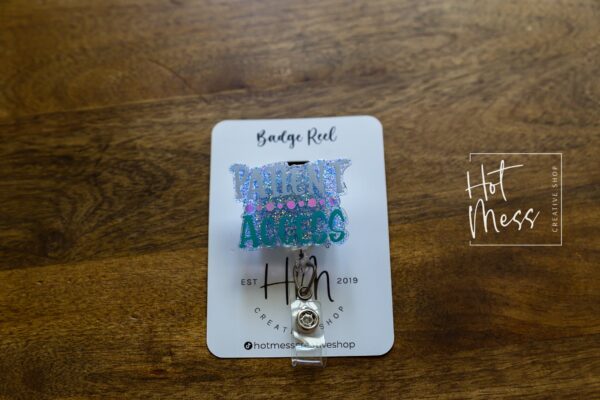 Badge Reel
PATIENT
ACCESS
EST 2019
CREATIVE SHOP
hotmesscreativeshop
Hot
Mess
CREATIVE.SHOP